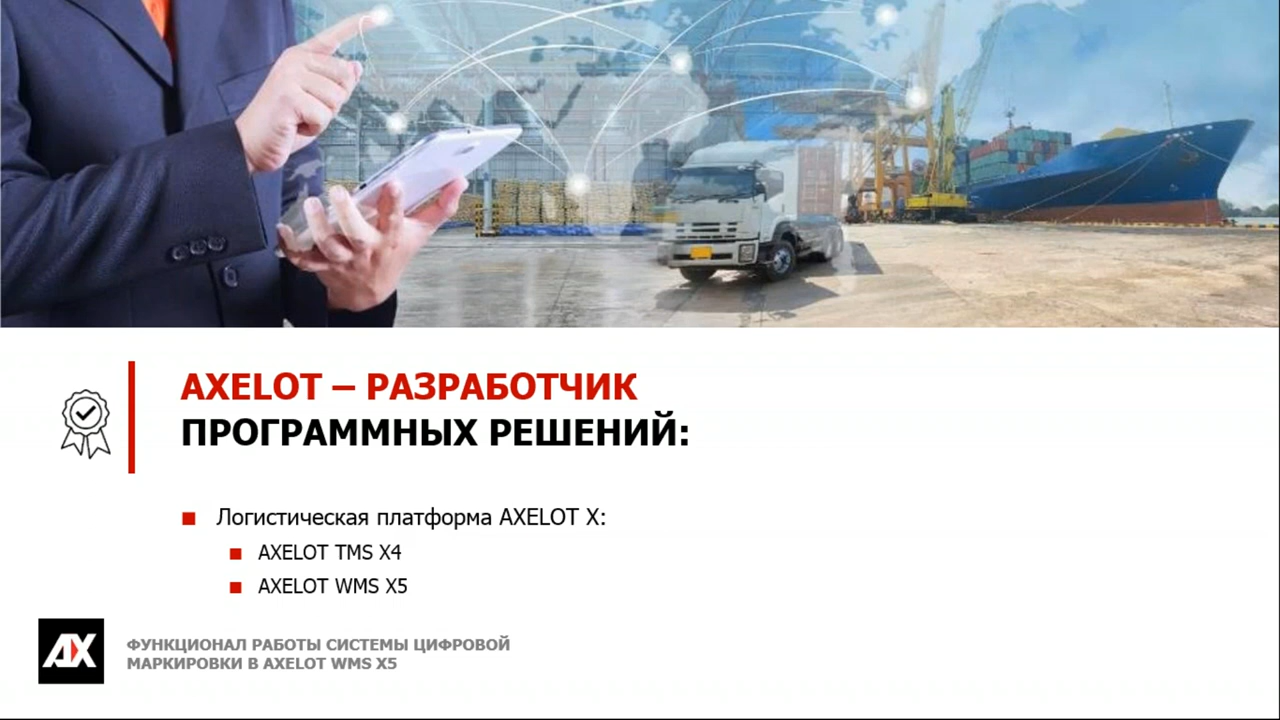 AXELOT – РАЗРАБОТЧИК
ПРОГРАММНЫХ РЕШЕНИЙ:
Логистическая платформа AXELOT X:
AXELOT TMS X4
AXELOT WMS X5
AX
ФУНКЦИОНАЛ РАБОТЫ СИСТЕМЫ ЦИФРОВОЙ
МАРКИРОВКИ В AXELOT WMS X5